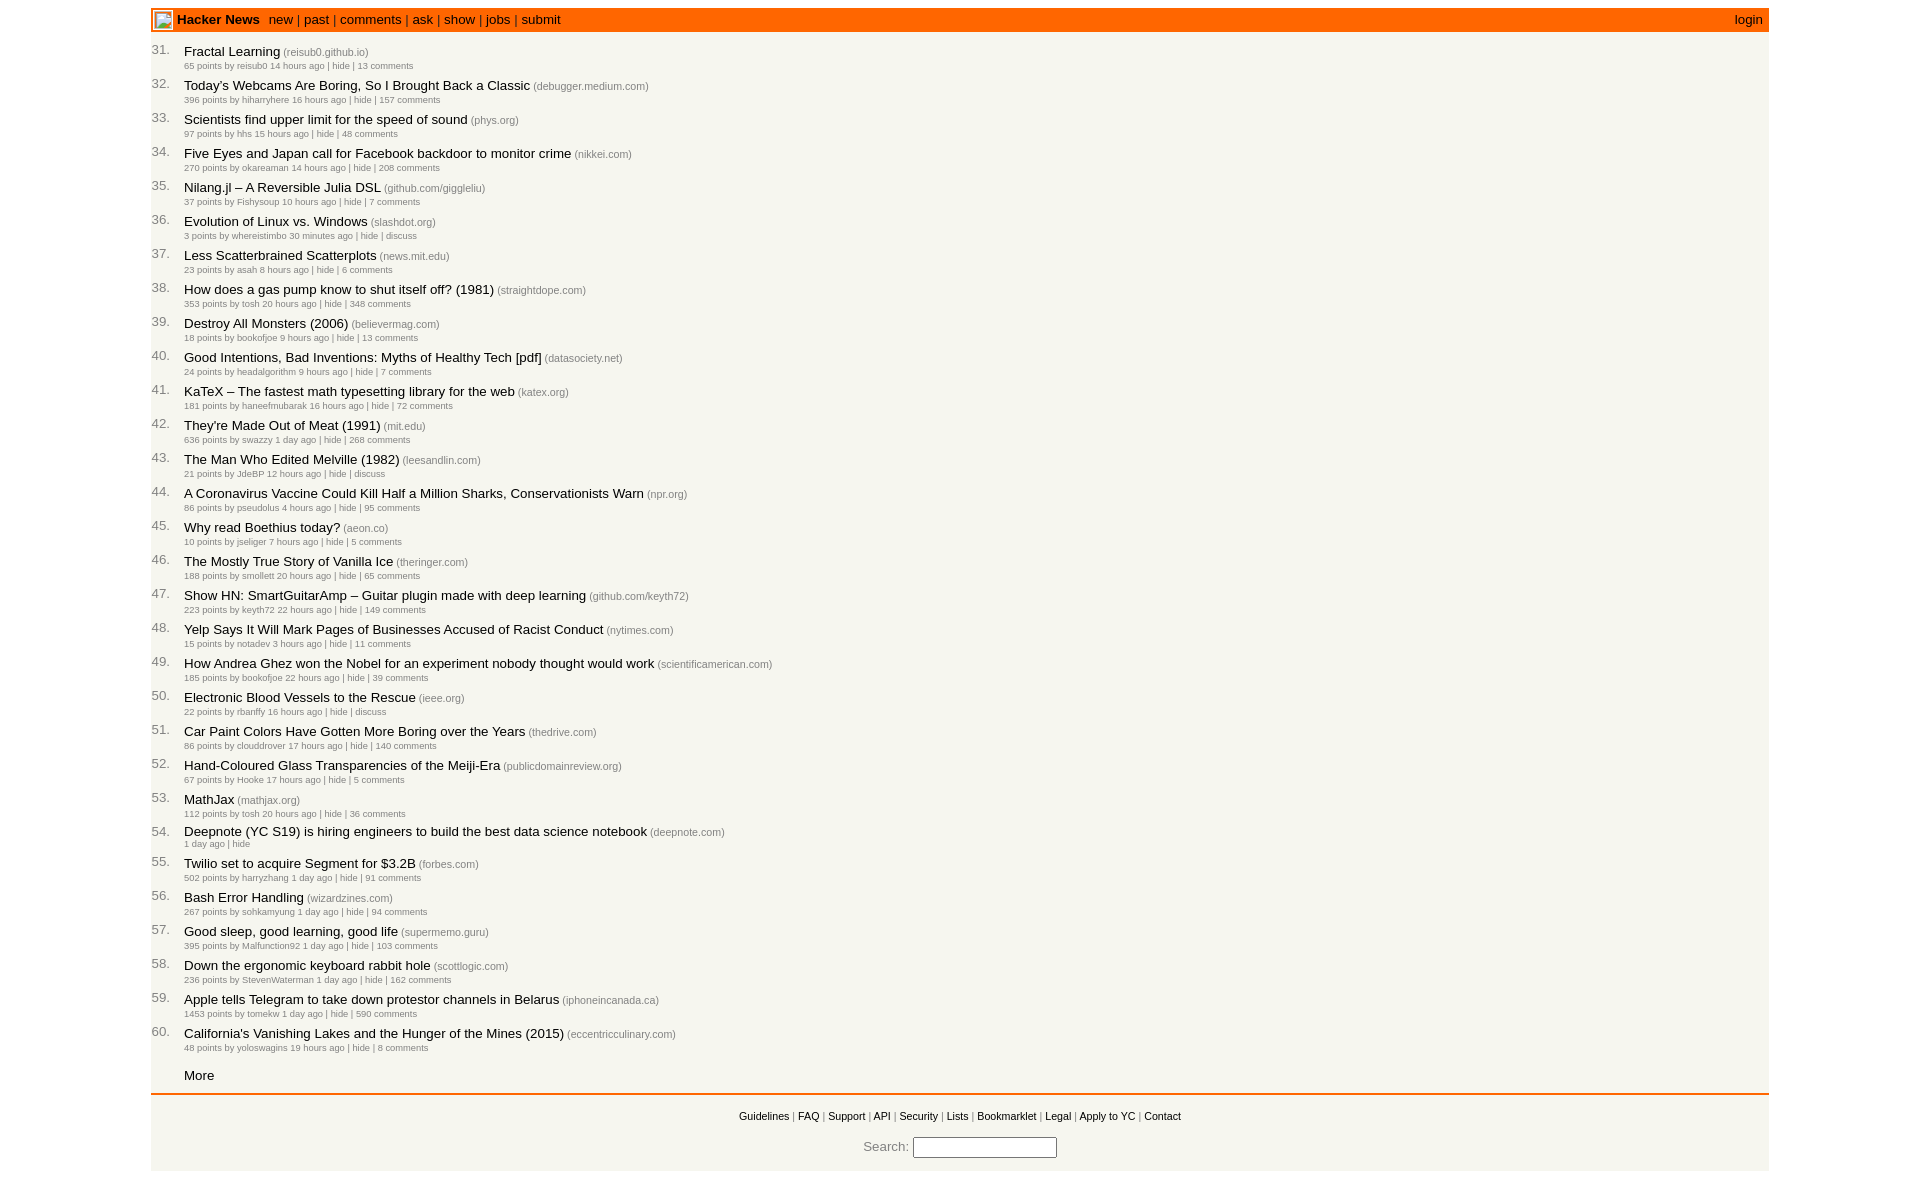 Hacker News new | past | comments | ask | show | jobs | submit login
31. Fractal Learning (reisub0.github.io)
65 points by reisub0 14 hours ago | hide | 13 comments
32. Today's Webcams Are Boring, So I Brought Back a Classic (debugger.medium.com)
396 points by hiharryhere 16 hours ago | hide | 157 comments
33. Scientists find upper limit for the speed of sound (phys.org)
97 points by hhs 15 hours ago | hide | 48 comments
34. Five Eyes and Japan call for Facebook backdoor to monitor crime (nikkei.com)
270 points by okareaman 14 hours ago | hide | 208 comments
35. Nilang.jl – A Reversible Julia DSL (github.com/giggleliu)
37 points by Fishysoup 10 hours ago | hide | 7 comments
36. Evolution of Linux vs. Windows (slashdot.org)
3 points by whereistimbo 30 minutes ago | hide | discuss
37. Less Scatterbrained Scatterplots (news.mit.edu)
23 points by asah 8 hours ago | hide | 6 comments
38. How does a gas pump know to shut itself off? (1981) (straightdope.com)
353 points by tosh 20 hours ago | hide | 348 comments
39. Destroy All Monsters (2006) (believermag.com)
18 points by bookofjoe 9 hours ago | hide | 13 comments
40. Good Intentions, Bad Inventions: Myths of Healthy Tech [pdf] (datasociety.net)
24 points by headalgorithm 9 hours ago | hide | 7 comments
41. KaTeX – The fastest math typesetting library for the web (katex.org)
181 points by haneefmubarak 16 hours ago | hide | 72 comments
42. They're Made Out of Meat (1991) (mit.edu)
636 points by swazzy 1 day ago | hide | 268 comments
43. The Man Who Edited Melville (1982) (leesandlin.com)
21 points by JdeBP 12 hours ago | hide | discuss
44. A Coronavirus Vaccine Could Kill Half a Million Sharks, Conservationists Warn (npr.org)
86 points by pseudolus 4 hours ago | hide | 95 comments
45. Why read Boethius today? (aeon.co)
10 points by jseliger 7 hours ago | hide | 5 comments
46. The Mostly True Story of Vanilla Ice (theringer.com)
188 points by smollett 20 hours ago | hide | 65 comments
47. Show HN: SmartGuitarAmp – Guitar plugin made with deep learning (github.com/keyth72)
223 points by keyth72 22 hours ago | hide | 149 comments
48. Yelp Says It Will Mark Pages of Businesses Accused of Racist Conduct (nytimes.com)
15 points by notadev 3 hours ago | hide | 11 comments
49. How Andrea Ghez won the Nobel for an experiment nobody thought would work (scientificamerican.com)
185 points by bookofjoe 22 hours ago | hide | 39 comments
50. Electronic Blood Vessels to the Rescue (ieee.org)
22 points by rbanffy 16 hours ago | hide | discuss
51. Car Paint Colors Have Gotten More Boring over the Years (thedrive.com)
86 points by clouddrover 17 hours ago | hide | 140 comments
52. Hand-Coloured Glass Transparencies of the Meiji-Era (publicdomainreview.org)
67 points by Hooke 17 hours ago | hide | 5 comments
53. MathJax (mathjax.org)
112 points by tosh 20 hours ago | hide | 36 comments
54. Deepnote (YC S19) is hiring engineers to build the best data science notebook (deepnote.com)
1 day ago | hide
55. Twilio set to acquire Segment for $3.2B (forbes.com)
502 points by harryzhang 1 day ago | hide | 91 comments
56. Bash Error Handling (wizardzines.com)
267 points by sohkamyung 1 day ago | hide | 94 comments
57. Good sleep, good learning, good life (supermemo.guru)
395 points by Malfunction92 1 day ago | hide | 103 comments
58. Down the ergonomic keyboard rabbit hole (scottlogic.com)
236 points by StevenWaterman 1 day ago | hide | 162 comments
59. Apple tells Telegram to take down protestor channels in Belarus (iphoneincanada.ca)
1453 points by tomekw 1 day ago | hide | 590 comments
60. California's Vanishing Lakes and the Hunger of the Mines (2015) (eccentricculinary.com)
48 points by yoloswagins 19 hours ago | hide | 8 comments
More
Guidelines | FAQ | Support | API | Security | Lists | Bookmarklet | Legal | Apply to YC | Contact
Search: